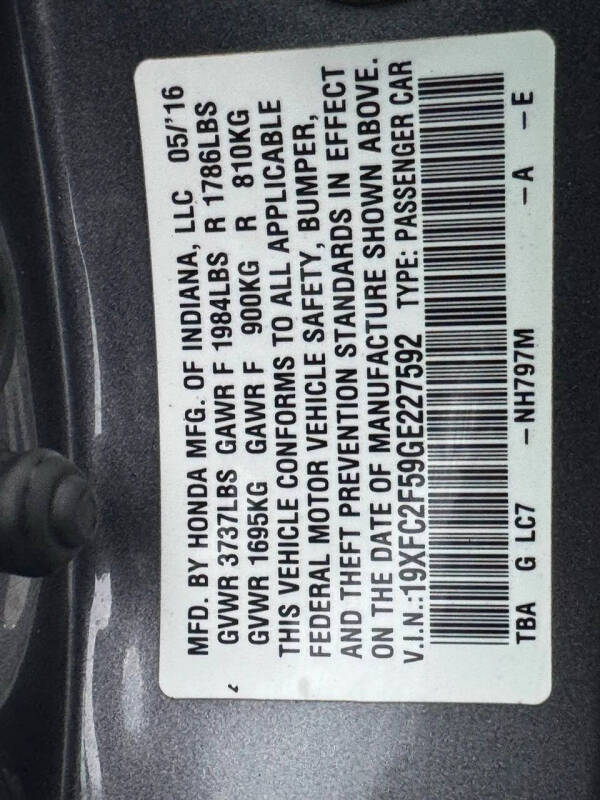 MFD. BY HONDA MFG. OF INDIANA, LLC 05/'16
GVWR 3737LBS GAWR F 1984LBS R 1786LBS
GVWR 1695KG GAWR F 900KG R 810KG
THIS VEHICLE CONFORMS TO ALL APPLICABLE
FEDERAL MOTOR VEHICLE SAFETY, BUMPER,
AND THEFT PREVENTION STANDARDS IN EFFECT
ON THE DATE OF MANUFACTURE SHOWN ABOVE.
V.I.N.:19XFC2F59GE227592 TYPE: PASSENGER CAR
TBA G LC7 – NH797M – A – E